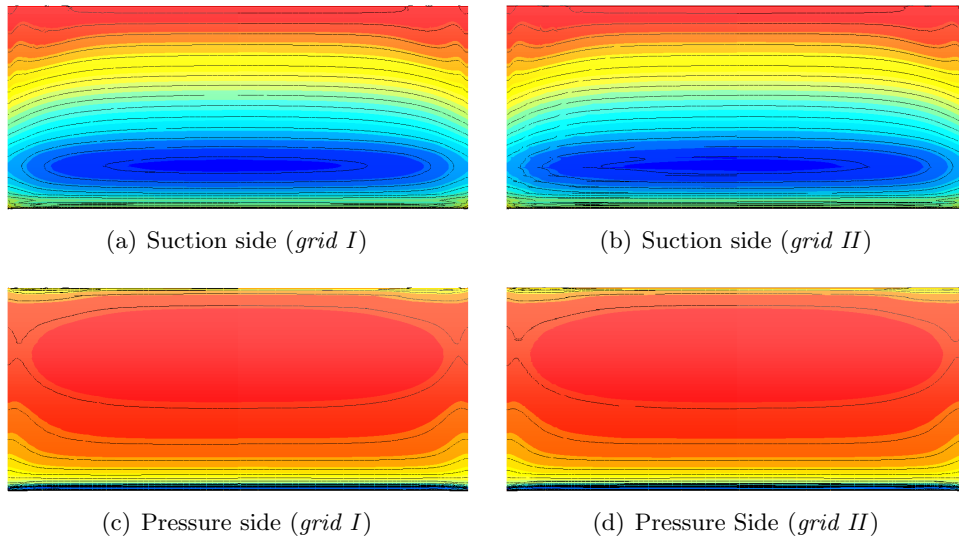 (a) Suction side (grid I)
(b) Suction side (grid II)
(c) Pressure side (grid I)
(d) Pressure Side (grid II)